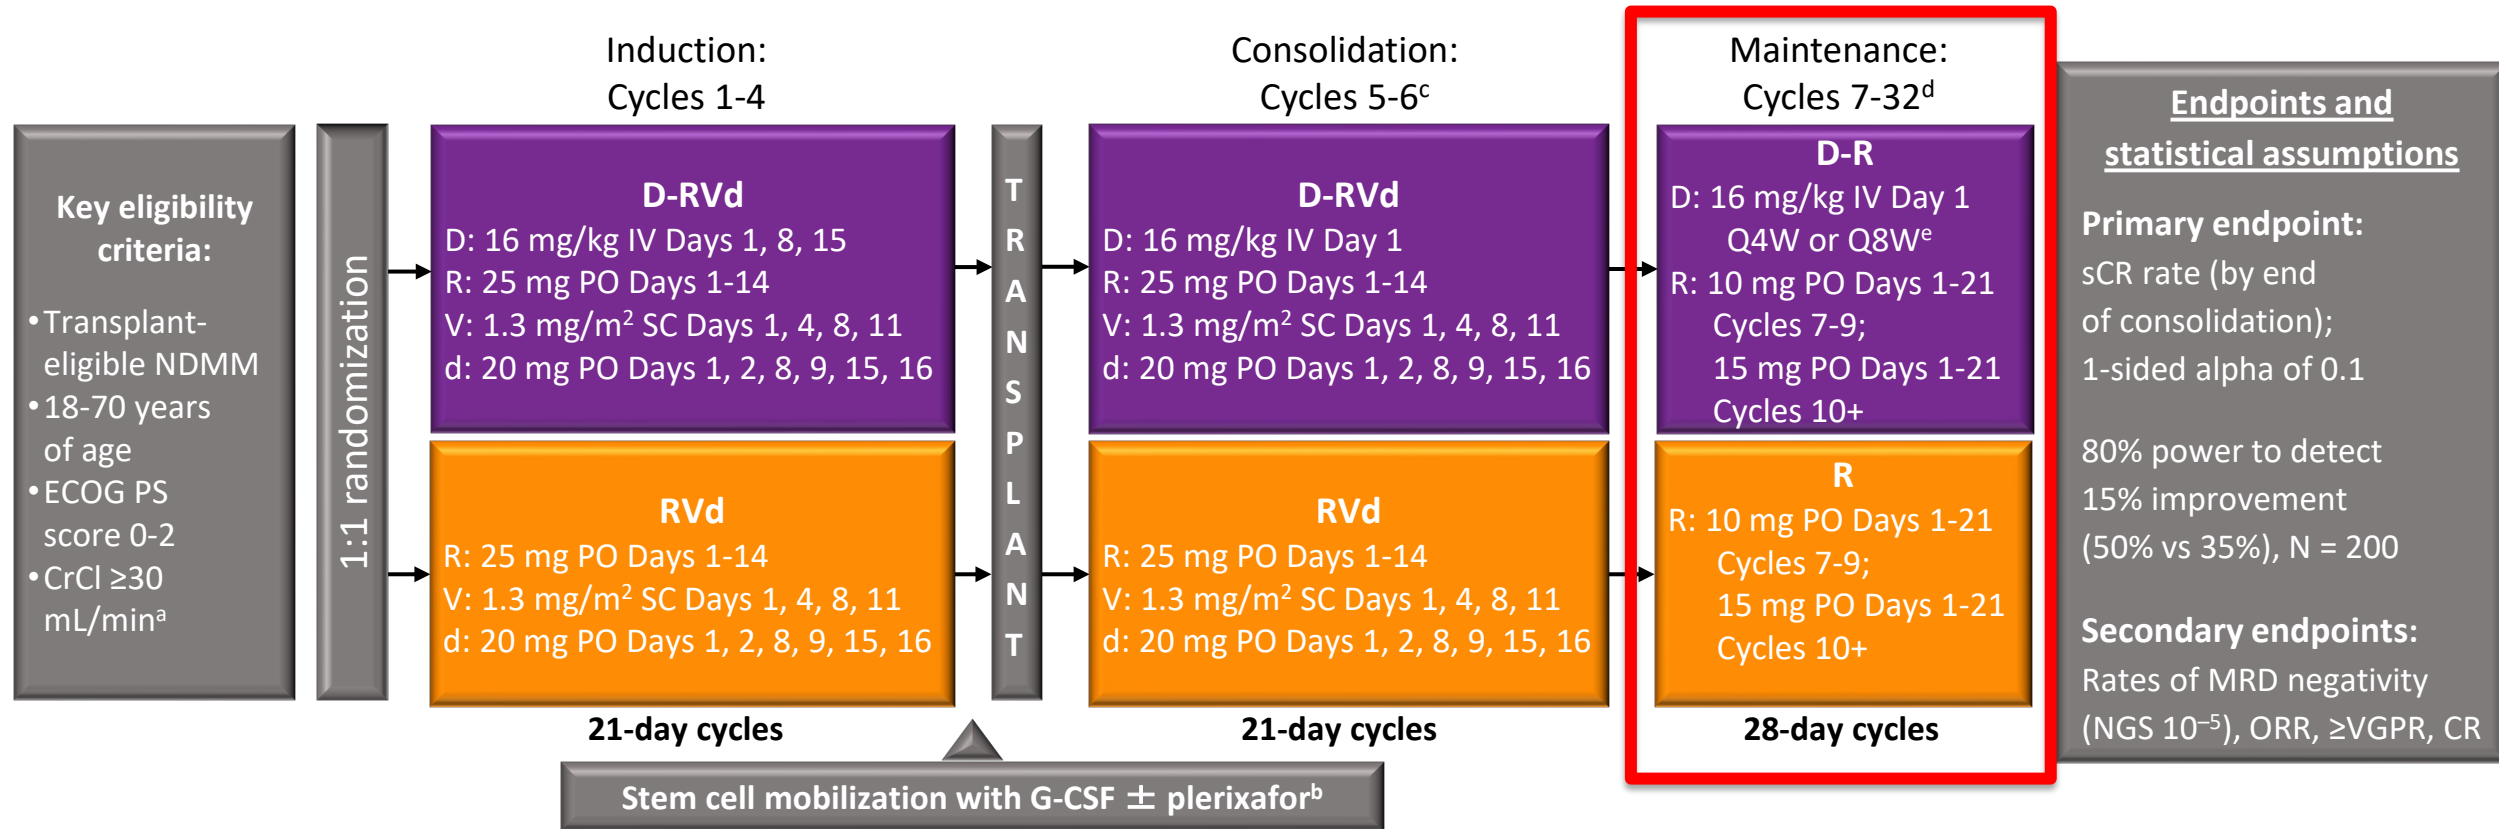 Key eligibility
criteria:
•Transplant-
eligible NDMM
•18-70 years
of age
•ECOG PS
score 0-2
•CrCl ≥30
mL/minᵃ
1:1 randomization
Induction:
Cycles 1-4
D-RVd
D: 16 mg/kg IV Days 1, 8, 15
R: 25 mg PO Days 1-14
V: 1.3 mg/m² SC Days 1, 4, 8, 11
d: 20 mg PO Days 1, 2, 8, 9, 15, 16
RVd
R: 25 mg PO Days 1-14
V: 1.3 mg/m² SC Days 1, 4, 8, 11
d: 20 mg PO Days 1, 2, 8, 9, 15, 16
21-day cycles
TRANSPLANT
Stem cell mobilization with G-CSF ± plerixaforᵇ
Consolidation:
Cycles 5-6ᶜ
D-RVd
D: 16 mg/kg IV Day 1
R: 25 mg PO Days 1-14
V: 1.3 mg/m² SC Days 1, 4, 8, 11
d: 20 mg PO Days 1, 2, 8, 9, 15, 16
RVd
R: 25 mg PO Days 1-14
V: 1.3 mg/m² SC Days 1, 4, 8, 11
d: 20 mg PO Days 1, 2, 8, 9, 15, 16
21-day cycles
Maintenance:
Cycles 7-32ᵈ
D-R
D: 16 mg/kg IV Day 1
Q4W or Q8Wᵉ
R: 10 mg PO Days 1-21
Cycles 7-9;
15 mg PO Days 1-21
Cycles 10+
R
R: 10 mg PO Days 1-21
Cycles 7-9;
15 mg PO Days 1-21
Cycles 10+
28-day cycles
Endpoints and
statistical assumptions
Primary endpoint:
sCR rate (by end
of consolidation);
1-sided alpha of 0.1
80% power to detect
15% improvement
(50% vs 35%), N = 200
Secondary endpoints:
Rates of MRD negativity
(NGS 10⁻⁵), ORR, ≥VGPR, CR